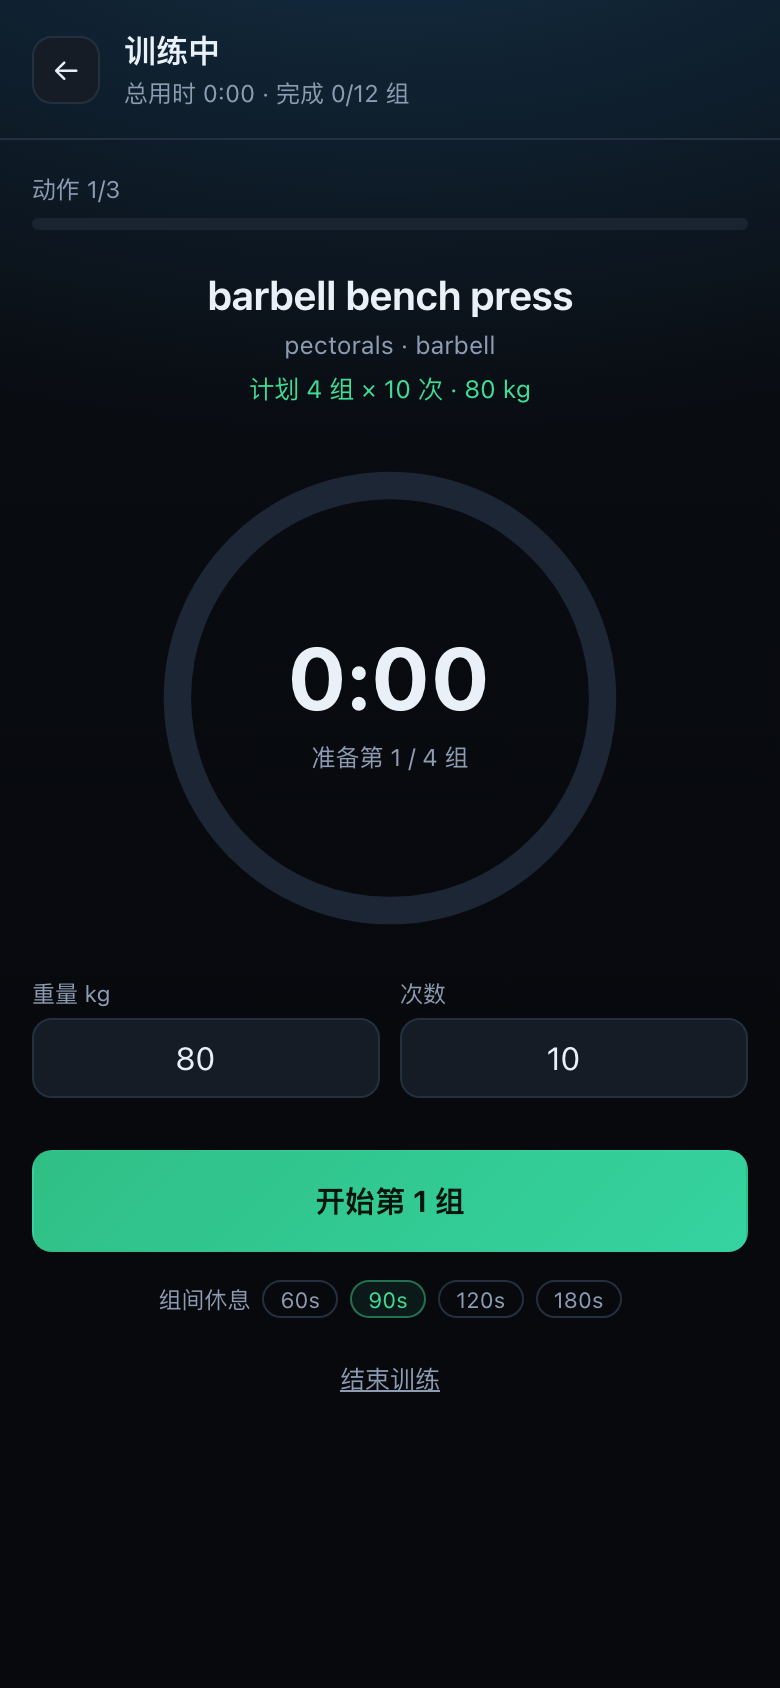 训练中
总用时 0:00 · 完成 0/12 组
动作 1/3
barbell bench press
pectorals · barbell
计划 4 组 × 10 次 · 80 kg
0:00
准备第 1 / 4 组
重量 kg 次数
80 10
开始第 1 组
组间休息 60s 90s 120s 180s
结束训练